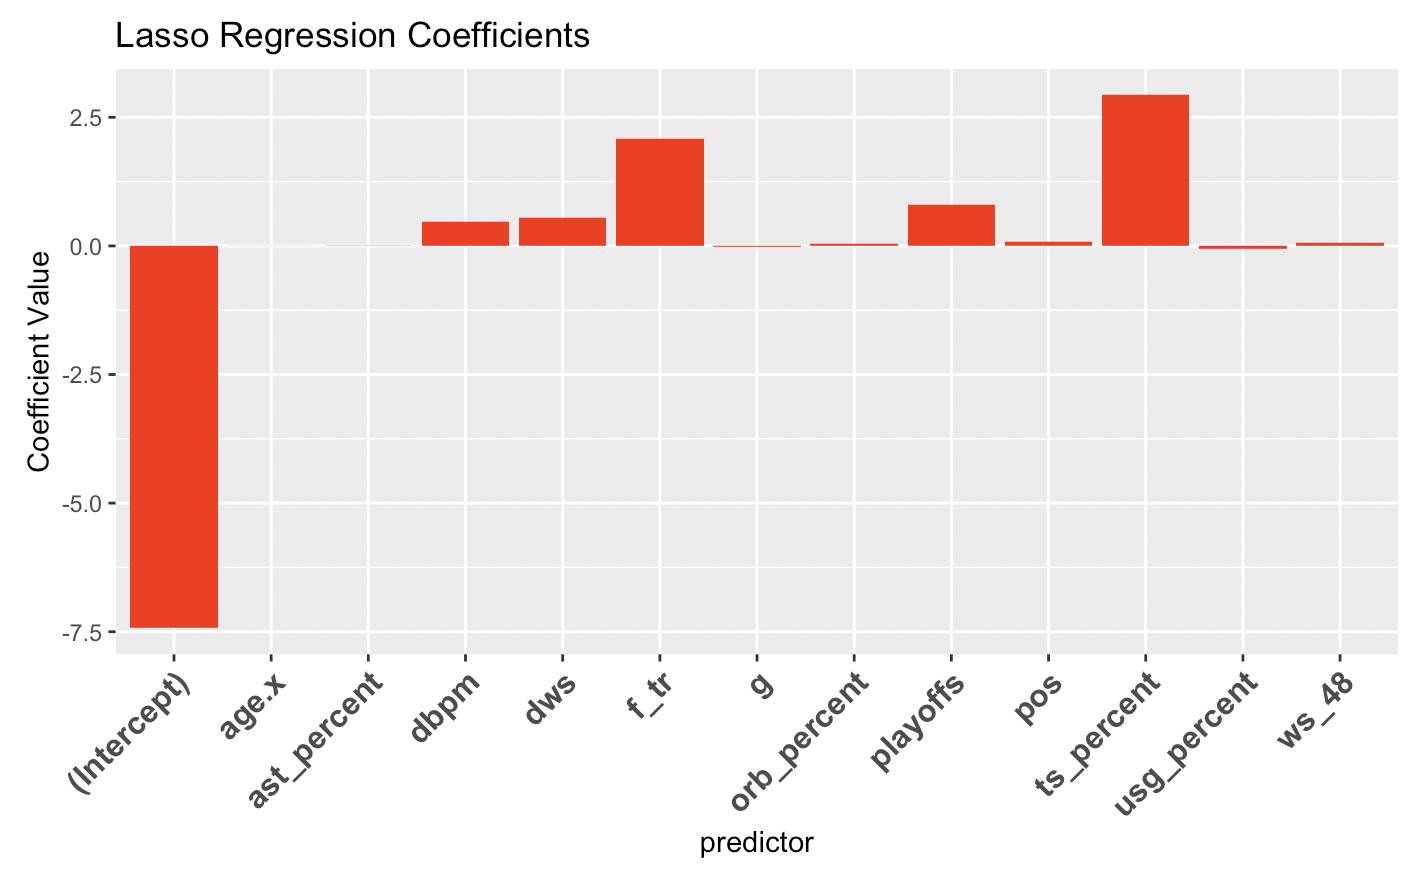 Lasso Regression Coefficients
2.5
0.0
-2.5
-5.0
-7.5
Coefficient Value
(Intercept)
age.x
ast_percent
dbpm
dws
f_tr
g
orb_percent
playoffs
pos
ts_percent
usg_percent
ws_48
predictor